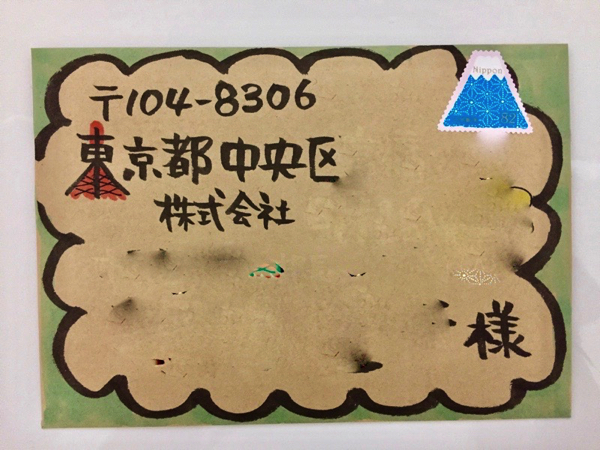 〒104-8306
Nippon
52
東京都中央区
株式会社
様